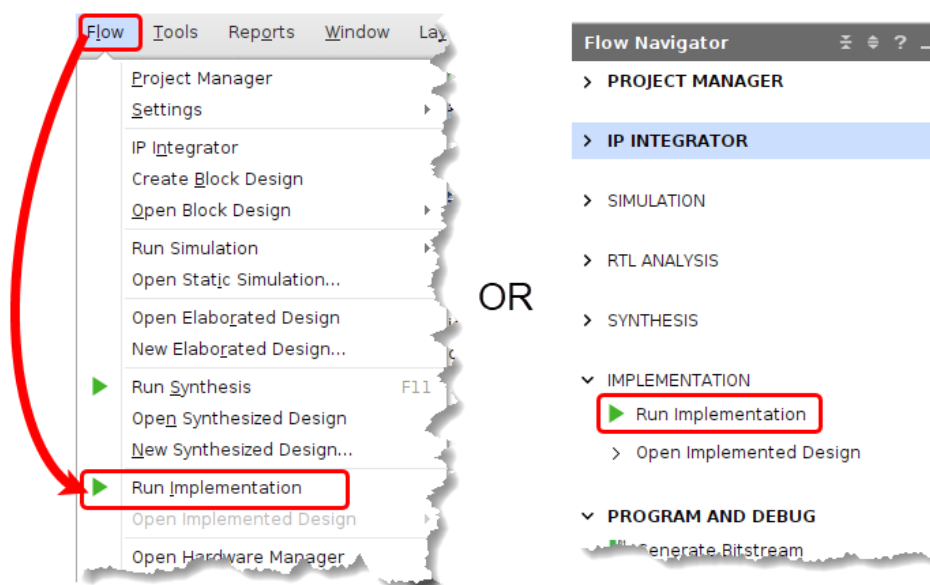 Flow Tools Reports Window Lay
Project Manager
Settings
IP Integrator
Create Block Design
Open Block Design
Run Simulation
Open Static Simulation...
Open Elaborated Design
New Elaborated Design...
Run Synthesis F11
Open Synthesized Design
New Synthesized Design...
Run Implementation
Open Implemented Design
Open Hardware Manager
OR
Flow Navigator ?
PROJECT MANAGER
IP INTEGRATOR
SIMULATION
RTL ANALYSIS
SYNTHESIS
IMPLEMENTATION
Run Implementation
Open Implemented Design
PROGRAM AND DEBUG
Generate Bitstream